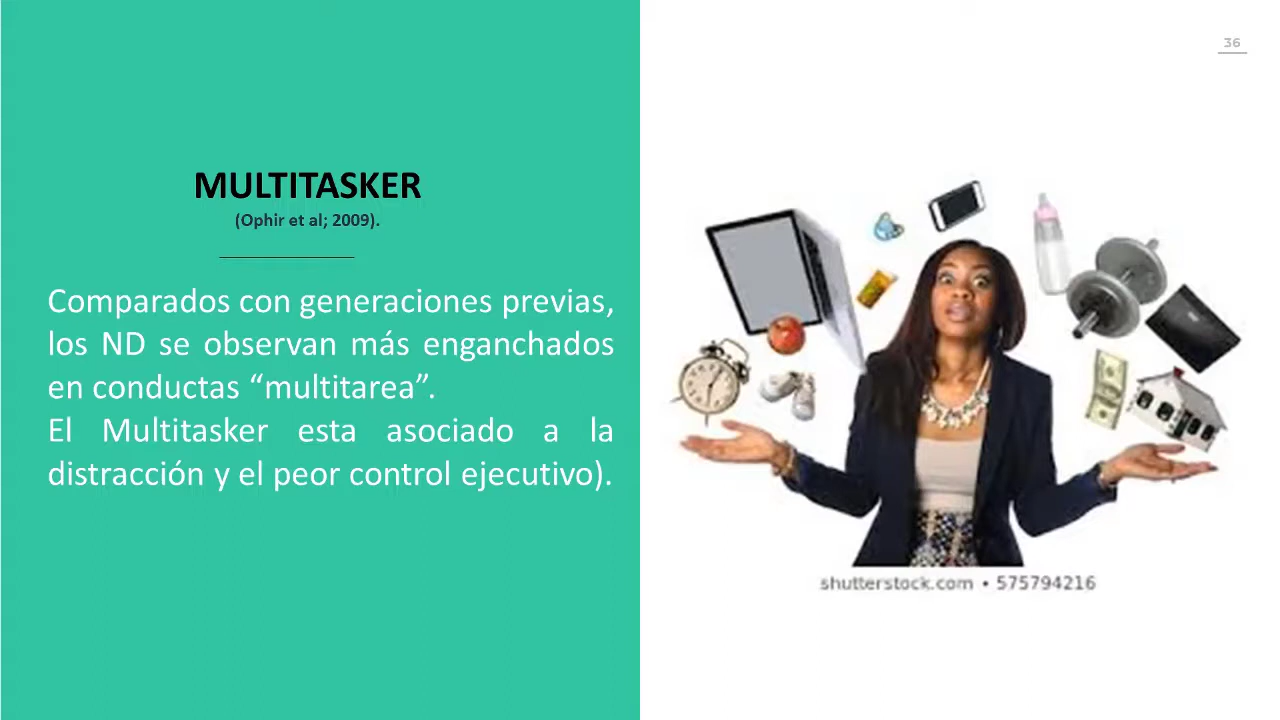 36
MULTITASKER
(Ophir et al; 2009).
Comparados con generaciones previas,
los ND se observan más enganchados
en conductas “multitarea”.
El Multitasker esta asociado a la
distracción y el peor control ejecutivo).
shutterstock.com • 575794216